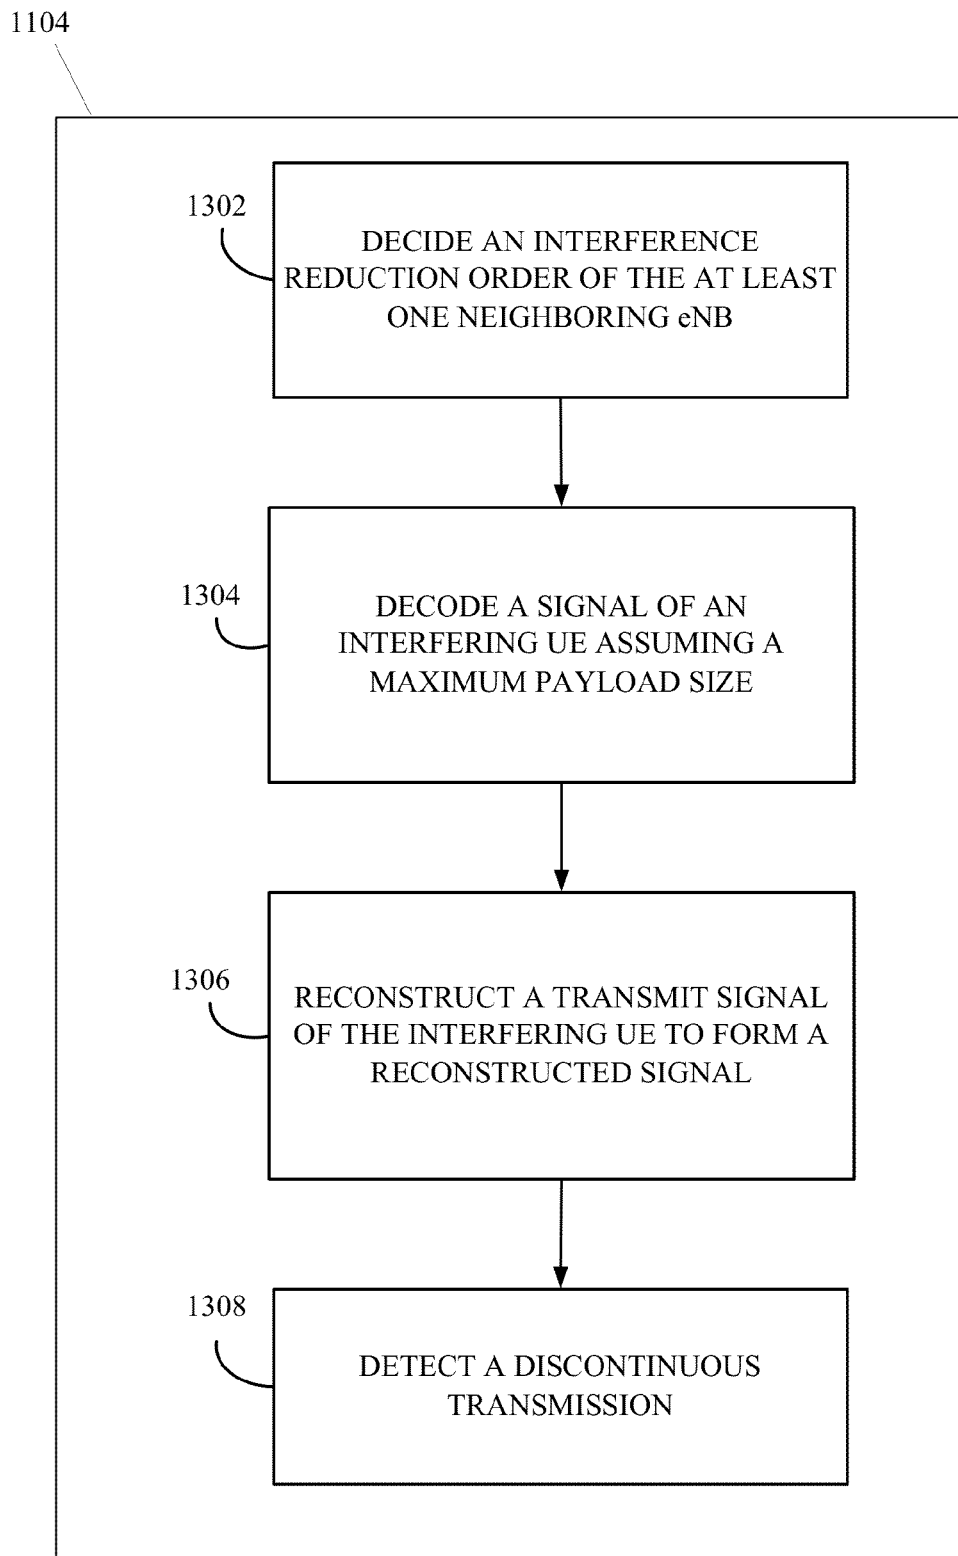 1104
1302
DECIDE AN INTERFERENCE
REDUCTION ORDER OF THE AT LEAST
ONE NEIGHBORING eNB
1304
DECODE A SIGNAL OF AN
INTERFERING UE ASSUMING A
MAXIMUM PAYLOAD SIZE
1306
RECONSTRUCT A TRANSMIT SIGNAL
OF THE INTERFERING UE TO FORM A
RECONSTRUCTED SIGNAL
1308
DETECT A DISCONTINUOUS
TRANSMISSION